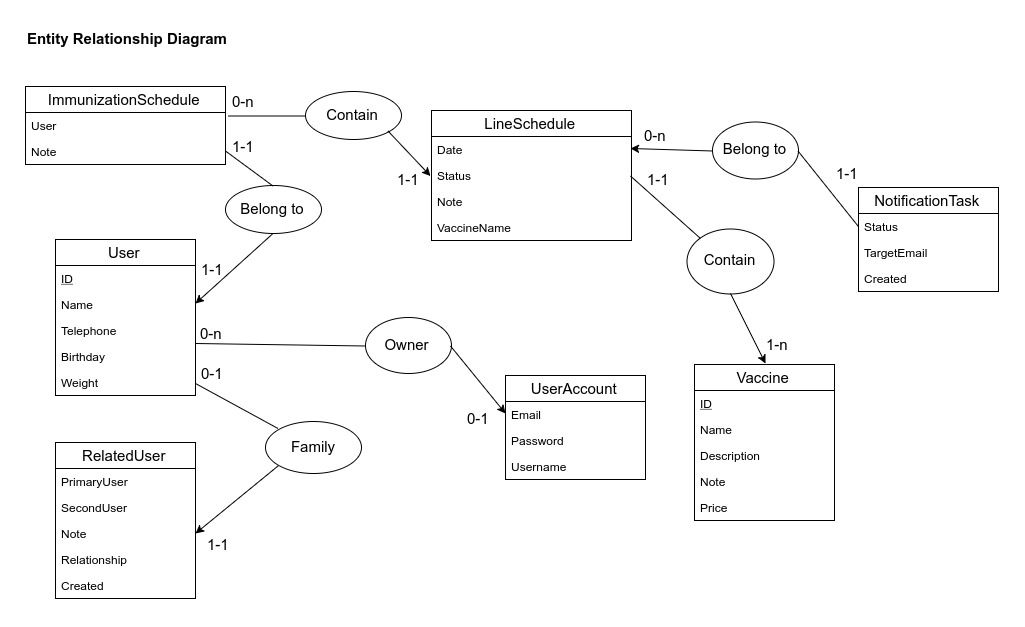 Entity Relationship Diagram
ImmunizationSchedule
User
Note
0-n
Contain
1-1
LineSchedule
Date
Status
Note
VaccineName
0-n
Belong to
1-1
NotificationTask
Status
TargetEmail
Created
1-1
Belong to
1-1
1-1
Contain
1-n
User
ID
Name
Telephone
Birthday
Weight
0-n
Owner
0-1
UserAccount
Email
Password
Username
Vaccine
ID
Name
Description
Note
Price
0-1
Family
1-1
RelatedUser
PrimaryUser
SecondUser
Note
Relationship
Created